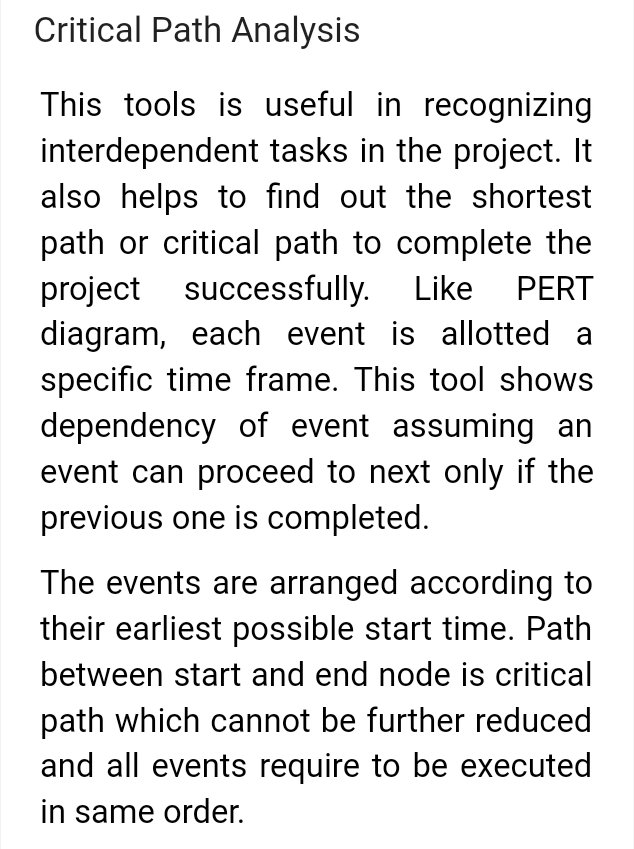 Critical Path Analysis
This tools is useful in recognizing
interdependent tasks in the project. It
also helps to find out the shortest
path or critical path to complete the
project successfully. Like PERT
diagram, each event is allotted a
specific time frame. This tool shows
dependency of event assuming an
event can proceed to next only if the
previous one is completed.
The events are arranged according to
their earliest possible start time. Path
between start and end node is critical
path which cannot be further reduced
and all events require to be executed
in same order.